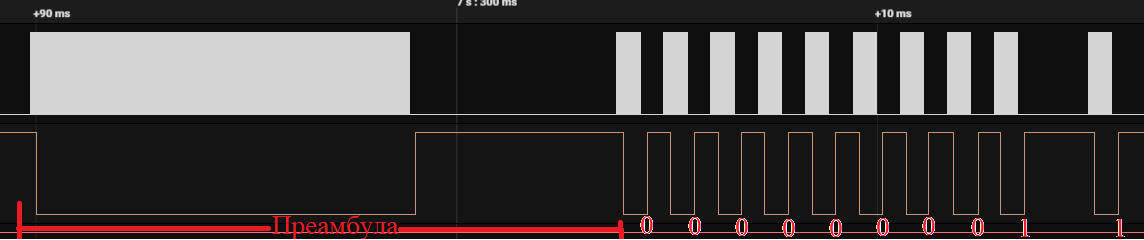 +90 ms
7 s : 300 ms
+10 ms
Преамбула 0 0 0 0 0 0 0 0 1 1